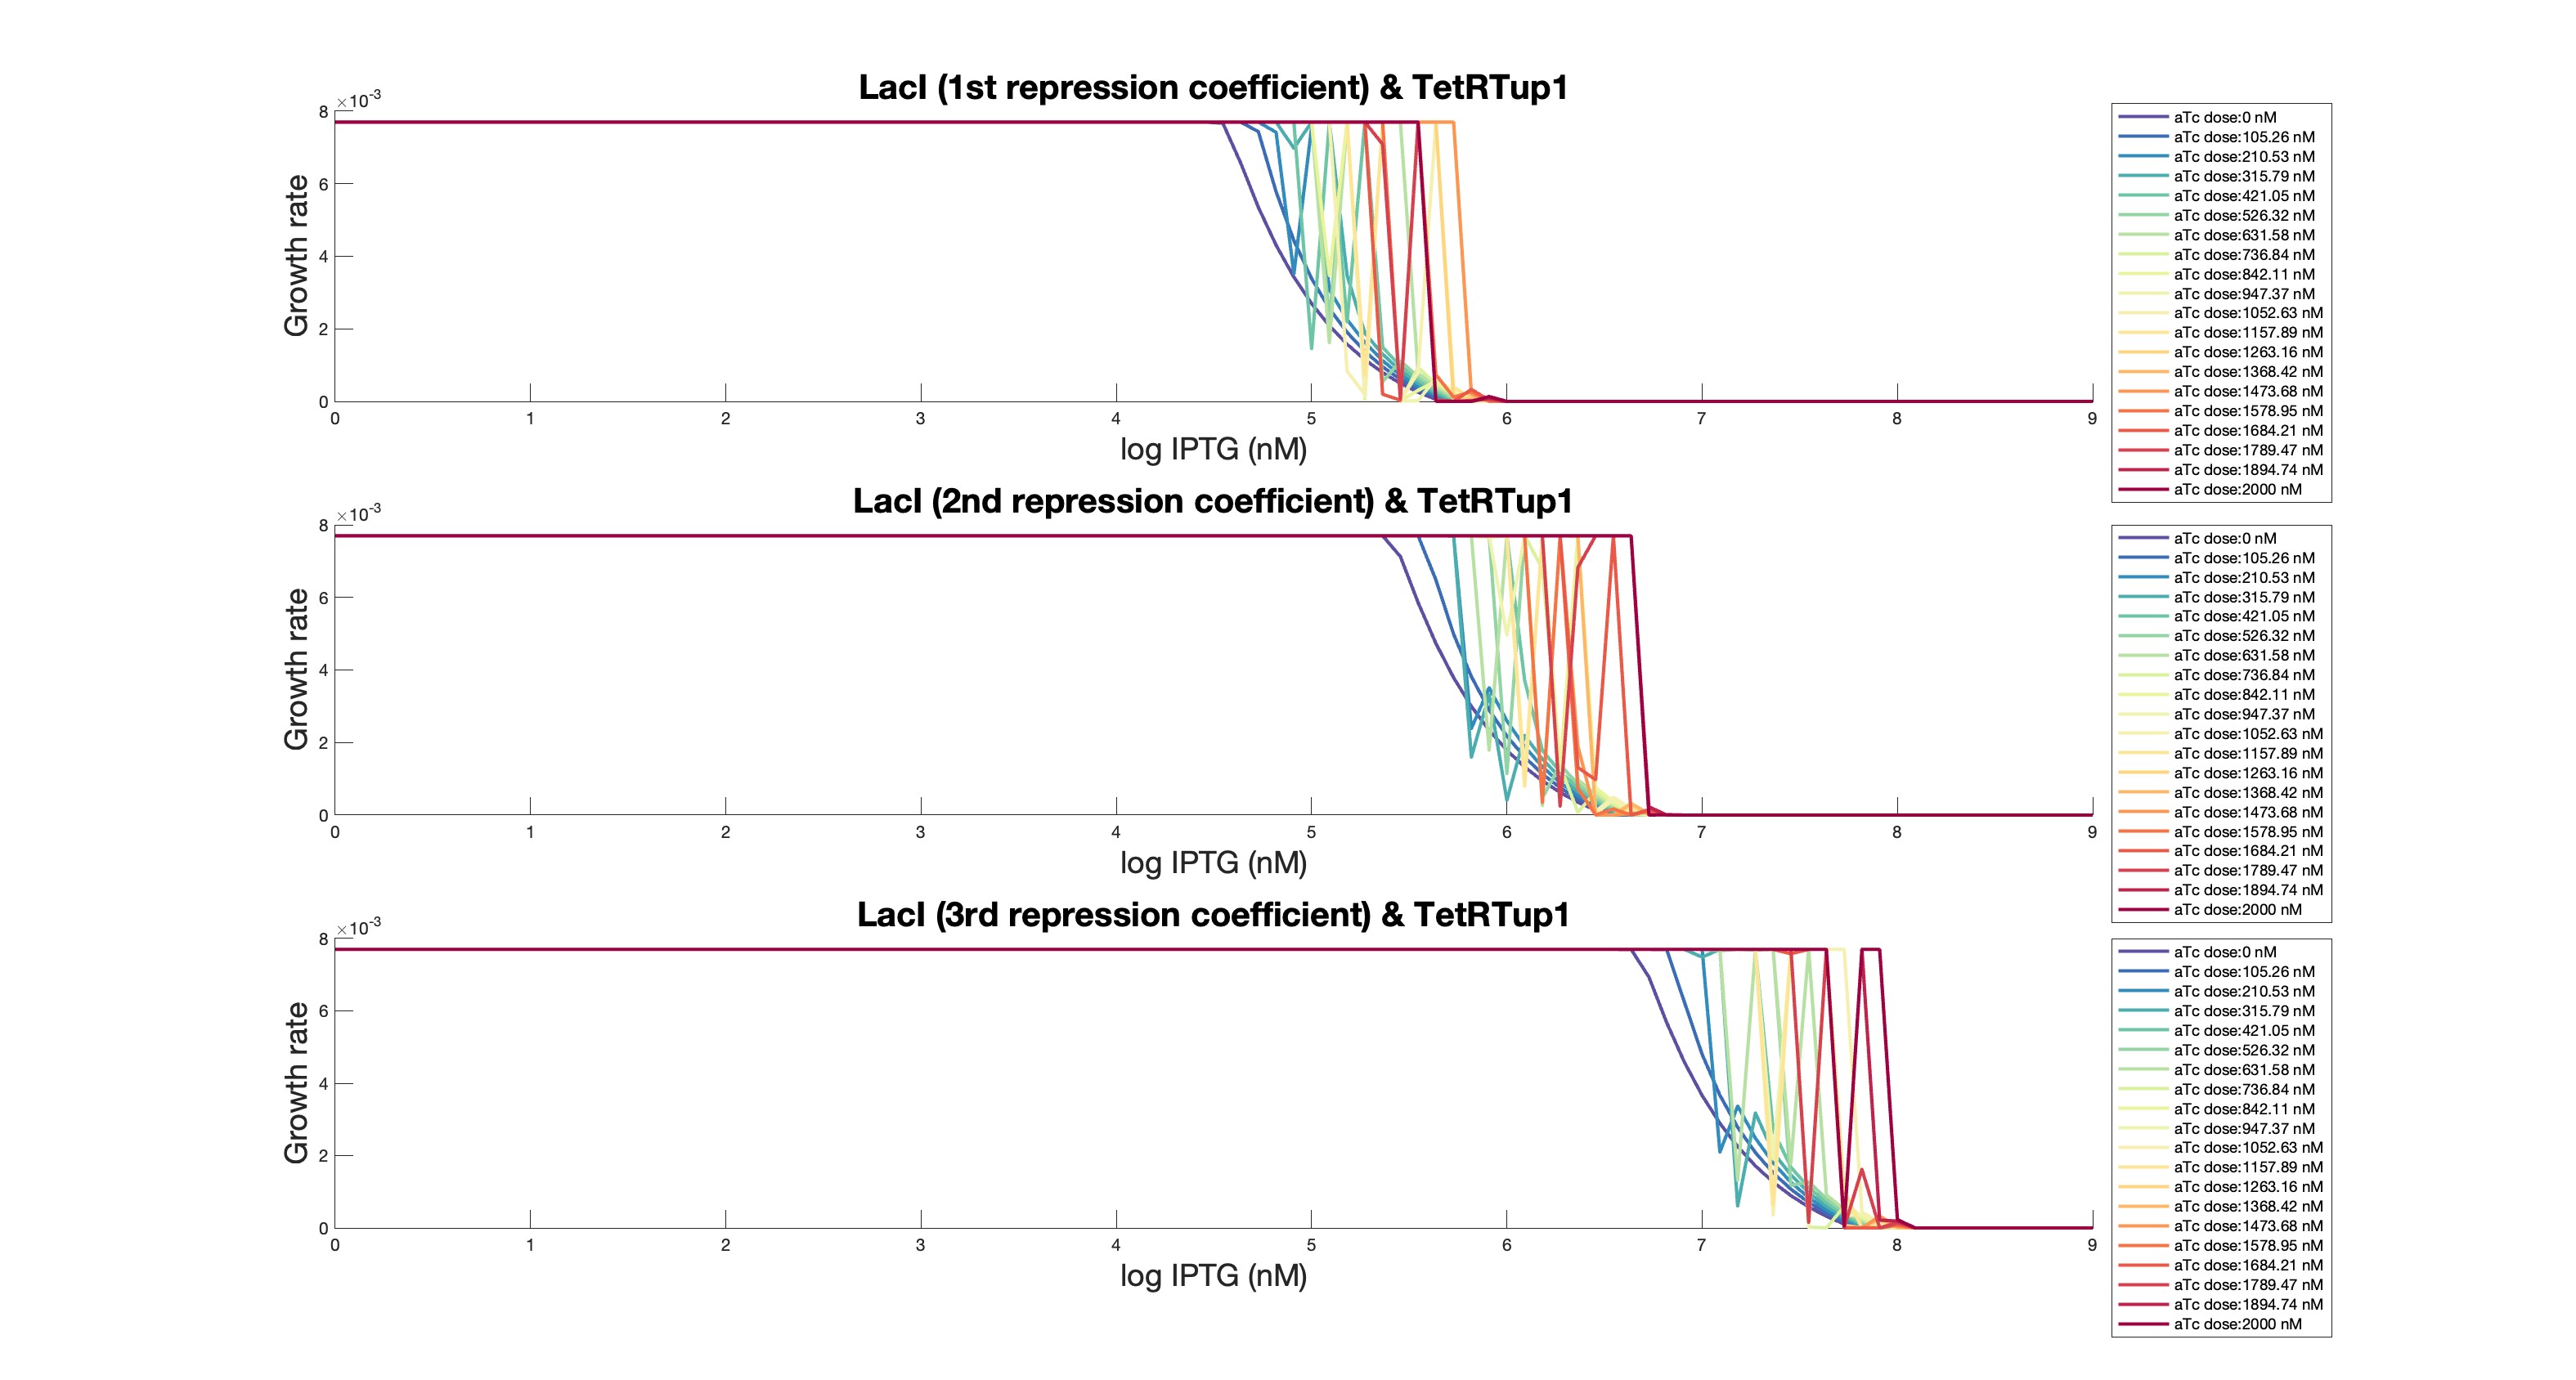 LacI (1st repression coefficient) & TetRTup1
×10-3
8
6
4
2
0
Growth rate
0 1 2 3 4 5 6 7 8 9
log IPTG (nM)
aTc dose:0 nM
aTc dose:105.26 nM
aTc dose:210.53 nM
aTc dose:315.79 nM
aTc dose:421.05 nM
aTc dose:526.32 nM
aTc dose:631.58 nM
aTc dose:736.84 nM
aTc dose:842.11 nM
aTc dose:947.37 nM
aTc dose:1052.63 nM
aTc dose:1157.89 nM
aTc dose:1263.16 nM
aTc dose:1368.42 nM
aTc dose:1473.68 nM
aTc dose:1578.95 nM
aTc dose:1684.21 nM
aTc dose:1789.47 nM
aTc dose:1894.74 nM
aTc dose:2000 nM
LacI (2nd repression coefficient) & TetRTup1
×10-3
8
6
4
2
0
Growth rate
0 1 2 3 4 5 6 7 8 9
log IPTG (nM)
aTc dose:0 nM
aTc dose:105.26 nM
aTc dose:210.53 nM
aTc dose:315.79 nM
aTc dose:421.05 nM
aTc dose:526.32 nM
aTc dose:631.58 nM
aTc dose:736.84 nM
aTc dose:842.11 nM
aTc dose:947.37 nM
aTc dose:1052.63 nM
aTc dose:1157.89 nM
aTc dose:1263.16 nM
aTc dose:1368.42 nM
aTc dose:1473.68 nM
aTc dose:1578.95 nM
aTc dose:1684.21 nM
aTc dose:1789.47 nM
aTc dose:1894.74 nM
aTc dose:2000 nM
LacI (3rd repression coefficient) & TetRTup1
×10-3
8
6
4
2
0
Growth rate
0 1 2 3 4 5 6 7 8 9
log IPTG (nM)
aTc dose:0 nM
aTc dose:105.26 nM
aTc dose:210.53 nM
aTc dose:315.79 nM
aTc dose:421.05 nM
aTc dose:526.32 nM
aTc dose:631.58 nM
aTc dose:736.84 nM
aTc dose:842.11 nM
aTc dose:947.37 nM
aTc dose:1052.63 nM
aTc dose:1157.89 nM
aTc dose:1263.16 nM
aTc dose:1368.42 nM
aTc dose:1473.68 nM
aTc dose:1578.95 nM
aTc dose:1684.21 nM
aTc dose:1789.47 nM
aTc dose:1894.74 nM
aTc dose:2000 nM